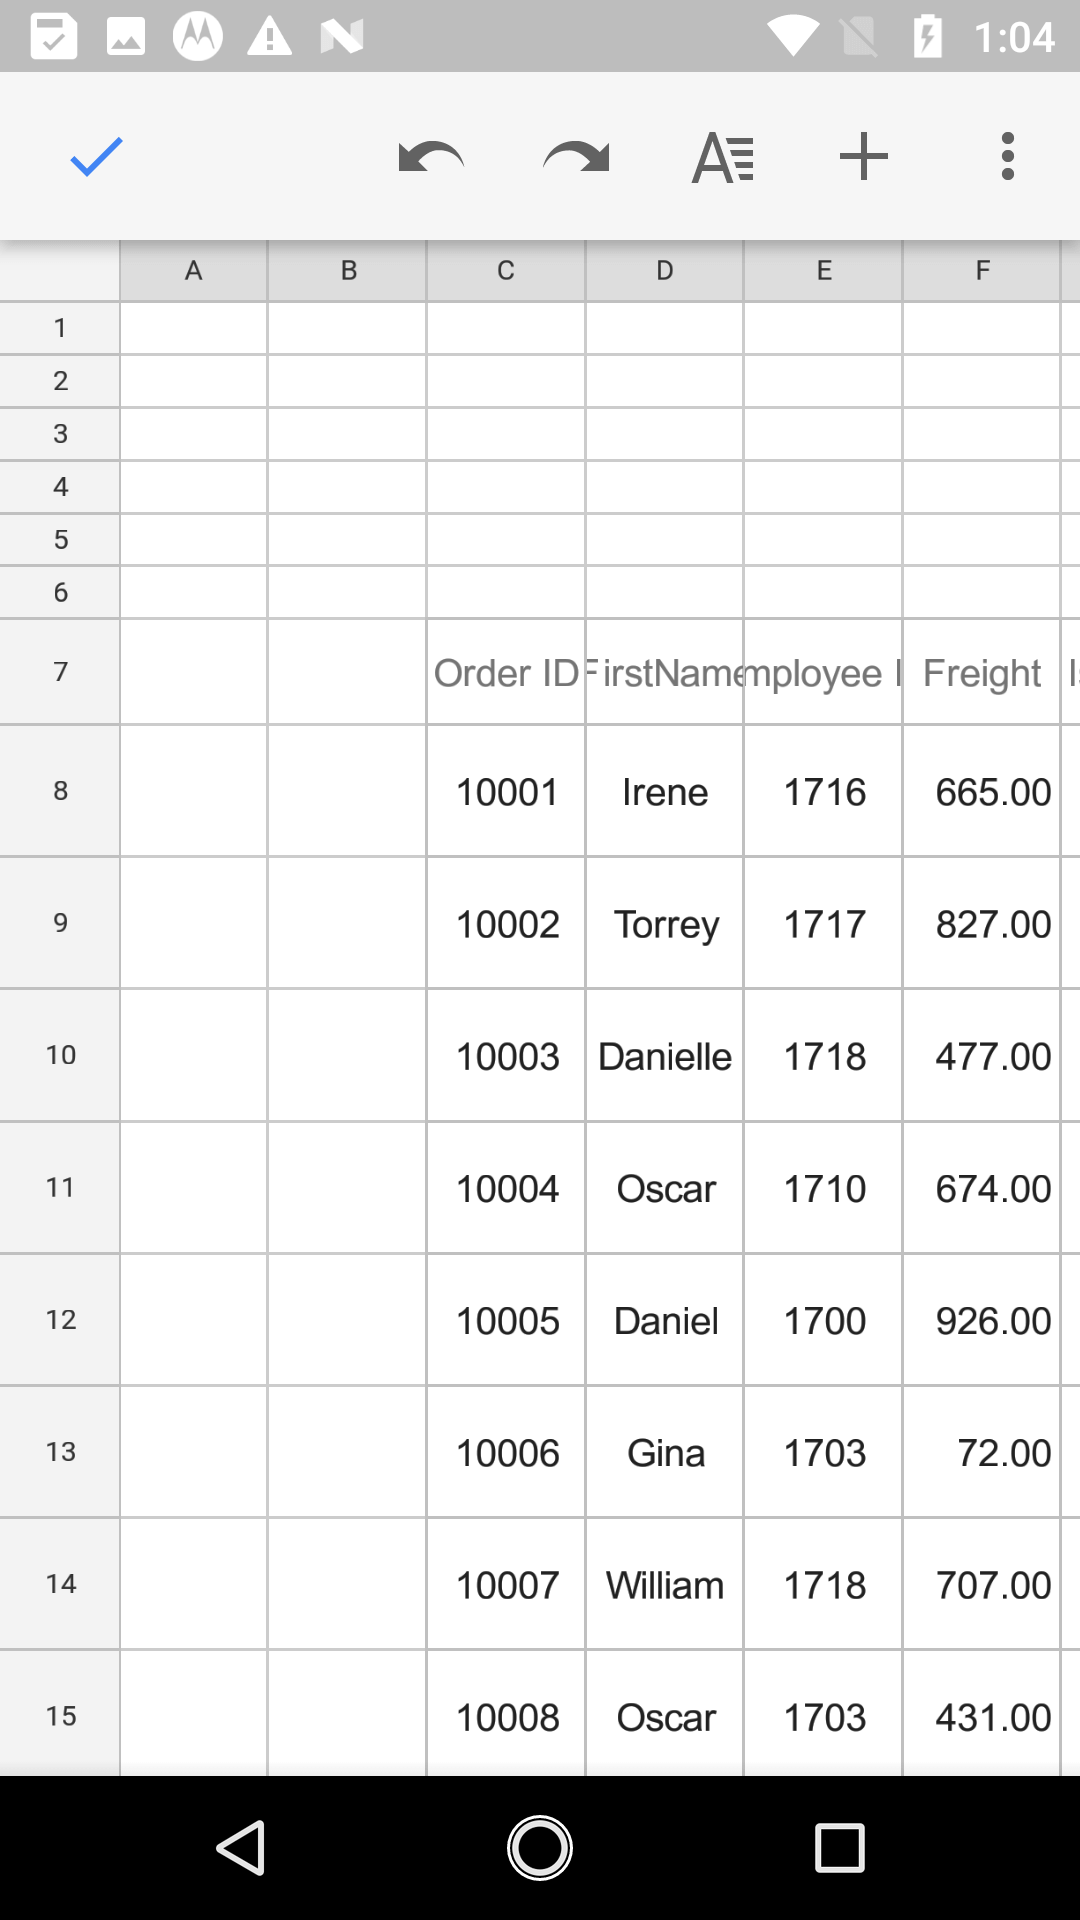 1:04
A B C D E F
1
2
3
4
5
6
7 Order ID FirstName mployee Freight
8 10001 Irene 1716 665.00
9 10002 Torrey 1717 827.00
10 10003 Danielle 1718 477.00
11 10004 Oscar 1710 674.00
12 10005 Daniel 1700 926.00
13 10006 Gina 1703 72.00
14 10007 William 1718 707.00
15 10008 Oscar 1703 431.00